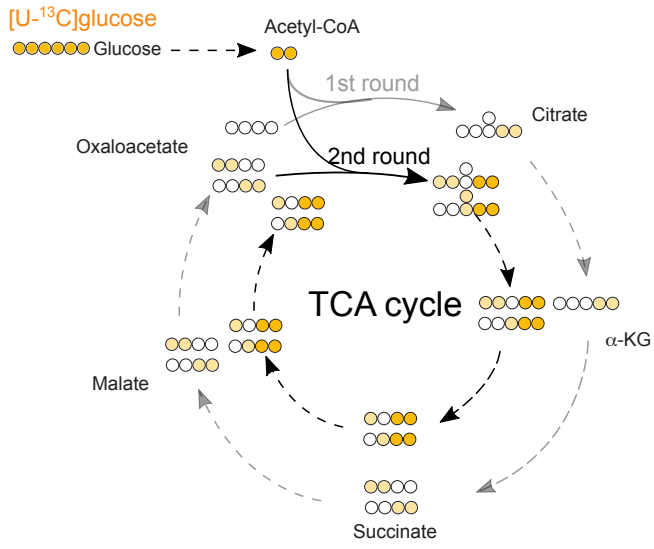 [U-¹³C]glucose
Glucose
Acetyl-CoA
1st round
Citrate
Oxaloacetate
2nd round
TCA cycle
α-KG
Malate
Succinate